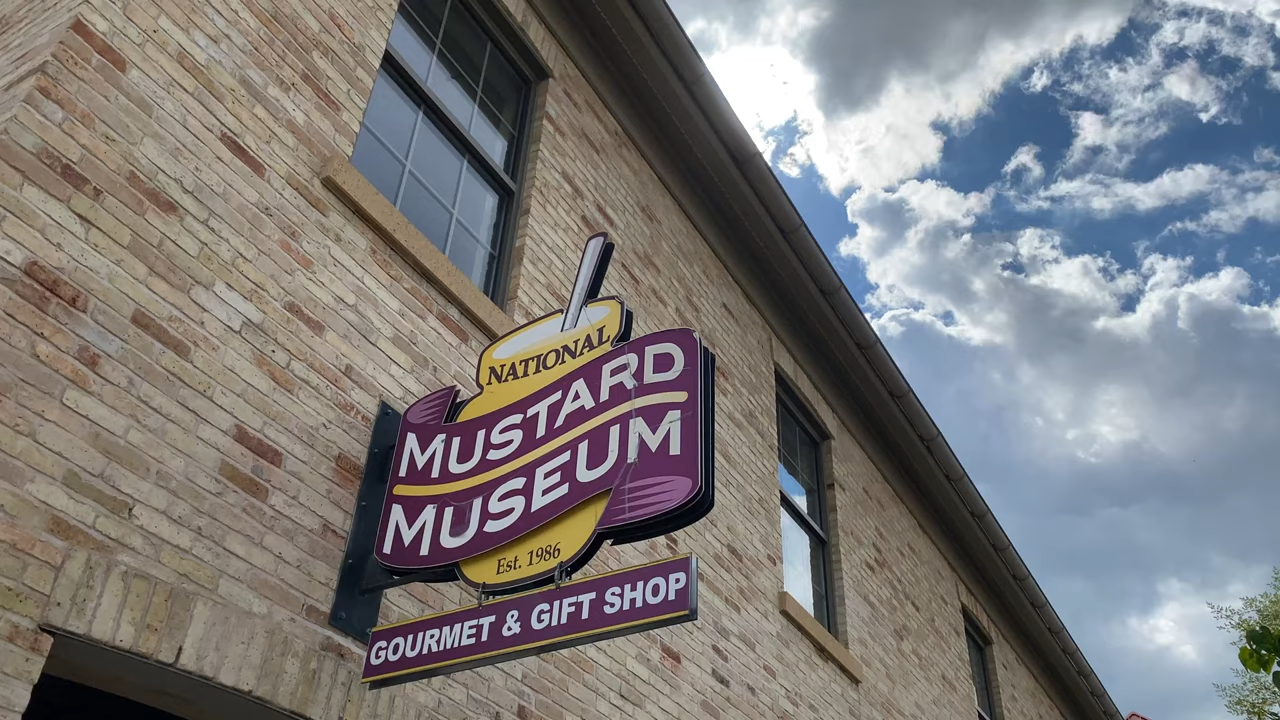 NATIONAL
MUSTARD
MUSEUM
Est. 1986
GOURMET & GIFT SHOP